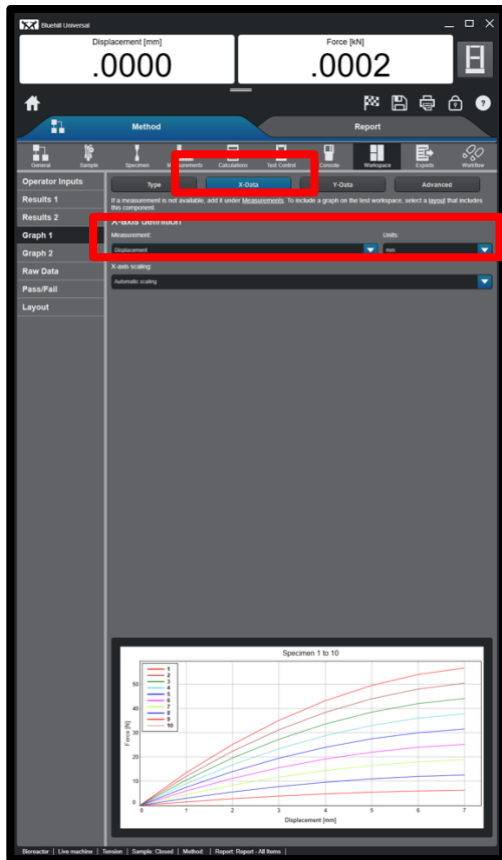 Bluehill Universal
Displacement [mm]
.0000
Force [kN]
.0002
Method
Report
General
Sample
Specimen
Measurements
Calculations
Test Control
Console
Workspace
Exports
Workflow
Operator Inputs
Results 1
Results 2
Graph 1
Graph 2
Raw Data
Pass/Fail
Layout
Type
X-Data
Y-Data
Advanced
If a measurement is not available, add it under Measurements. To include a graph on the test workspace, select a layout that includes
this component.
X-axis Definition
Measurement:
Units:
Displacement
mm
X-axis scaling:
Automatic scaling
Specimen 1 to 10
1
2
3
4
5
6
7
8
9
10
Force [N]
50
40
30
20
10
0
0 1 2 3 4 5 6 7
Displacement [mm]
Bioreactor | Live machine | Tension | Sample: Closed | Method: | Report: Report - All Items |